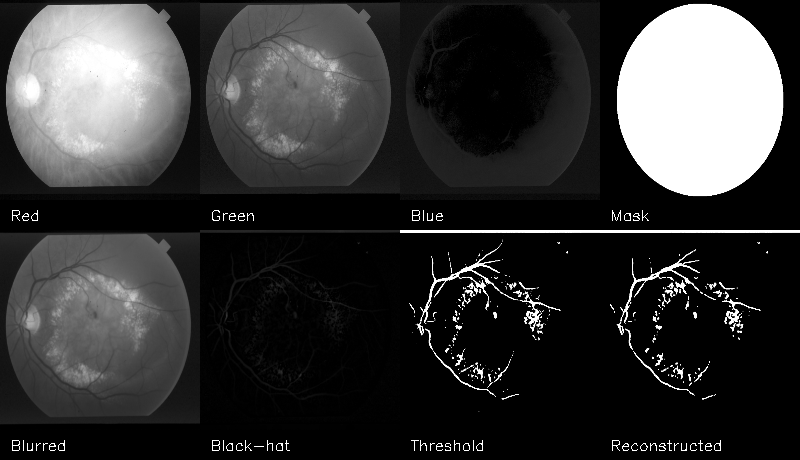 Red
Green
Blue
Mask
Blurred
Black-hat
Threshold
Reconstructed